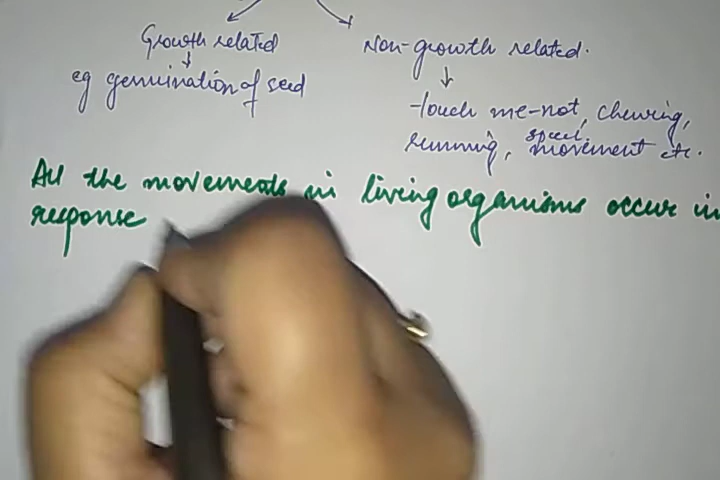 Growth related
Non-growth related.
eg germination of seed
touch me-not, chewing,
running, speed, movement etc.
All the movements in living organisms occur in
response